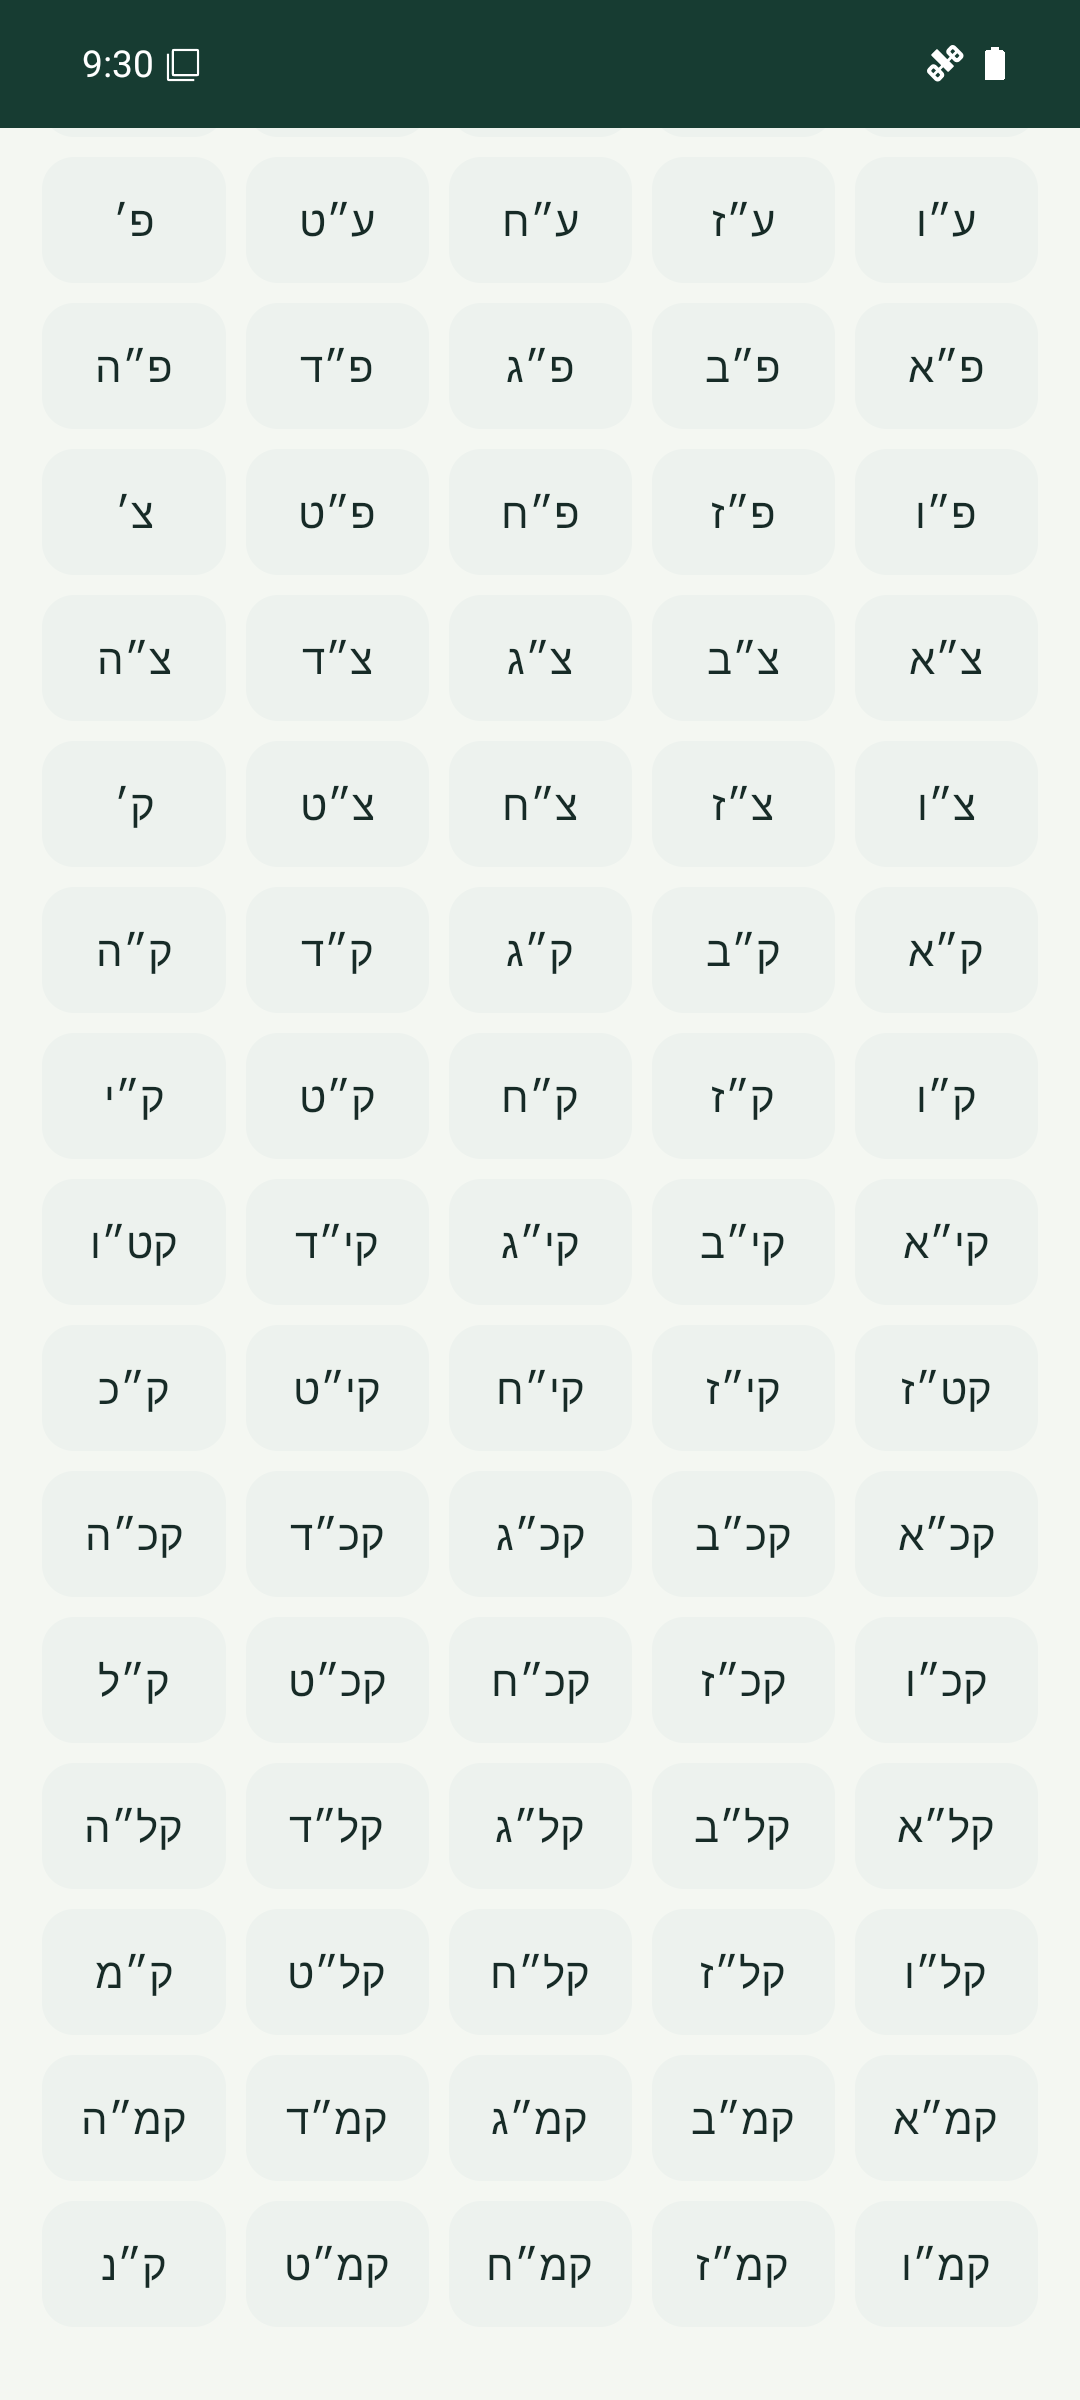 9:30
ע״ו ע״ז ע״ח ע״ט פ׳
פ״א פ״ב פ״ג פ״ד פ״ה
פ״ו פ״ז פ״ח פ״ט צ׳
צ״א צ״ב צ״ג צ״ד צ״ה
צ״ו צ״ז צ״ח צ״ט ק׳
ק״א ק״ב ק״ג ק״ד ק״ה
ק״ו ק״ז ק״ח ק״ט ק״י
קי״א קי״ב קי״ג קי״ד קט״ו
קט״ז קי״ז קי״ח קי״ט ק״כ
קכ״א קכ״ב קכ״ג קכ״ד קכ״ה
קכ״ו קכ״ז קכ״ח קכ״ט ק״ל
קל״א קל״ב קל״ג קל״ד קל״ה
קל״ו קל״ז קל״ח קל״ט ק״מ
קמ״א קמ״ב קמ״ג קמ״ד קמ״ה
קמ״ו קמ״ז קמ״ח קמ״ט ק״נ